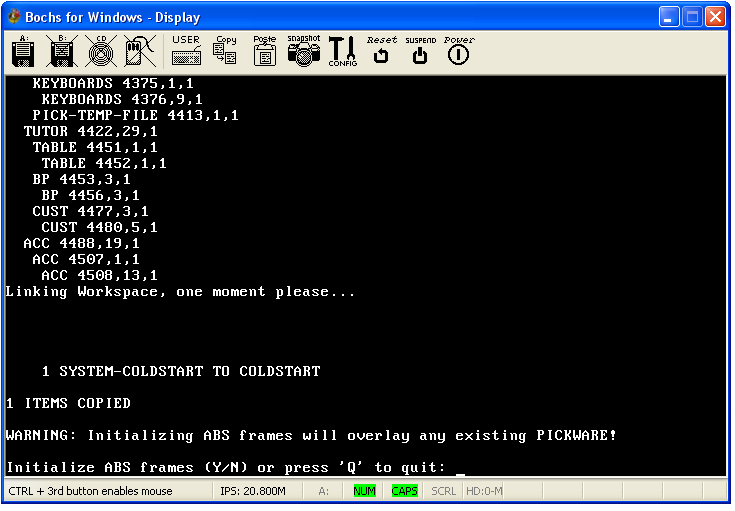 Bochs for Windows - Display
A: B: CD USER Copy Paste snapshot CONFIG Reset SUSPEND Power
KEYBOARDS 4375,1,1
KEYBOARDS 4376,9,1
PICK-TEMP-FILE 4413,1,1
TUTOR 4422,29,1
TABLE 4451,1,1
TABLE 4452,1,1
BP 4453,3,1
BP 4456,3,1
CUST 4477,3,1
CUST 4480,5,1
ACC 4488,19,1
ACC 4507,1,1
ACC 4508,13,1
Linking Workspace, one moment please...
1 SYSTEM-COLDSTART TO COLDSTART
1 ITEMS COPIED
WARNING: Initializing ABS frames will overlay any existing PICKWARE!
Initialize ABS frames (Y/N) or press 'Q' to quit: _
CTRL + 3rd button enables mouse IPS: 20.800M A: NUM CAPS SCRL HD:0-M